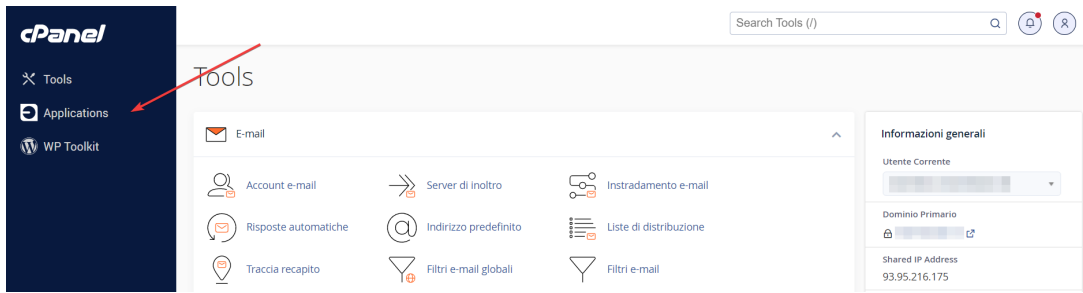 cPanel
Search Tools (/)
Tools
Applications
WP Toolkit
Tools
E-mail
Account e-mail
Server di inoltro
Instradamento e-mail
Risposte automatiche
Indirizzo predefinito
Liste di distribuzione
Traccia recapito
Filtri e-mail globali
Filtri e-mail
Informazioni generali
Utente Corrente
Dominio Primario
Shared IP Address
93.95.216.175